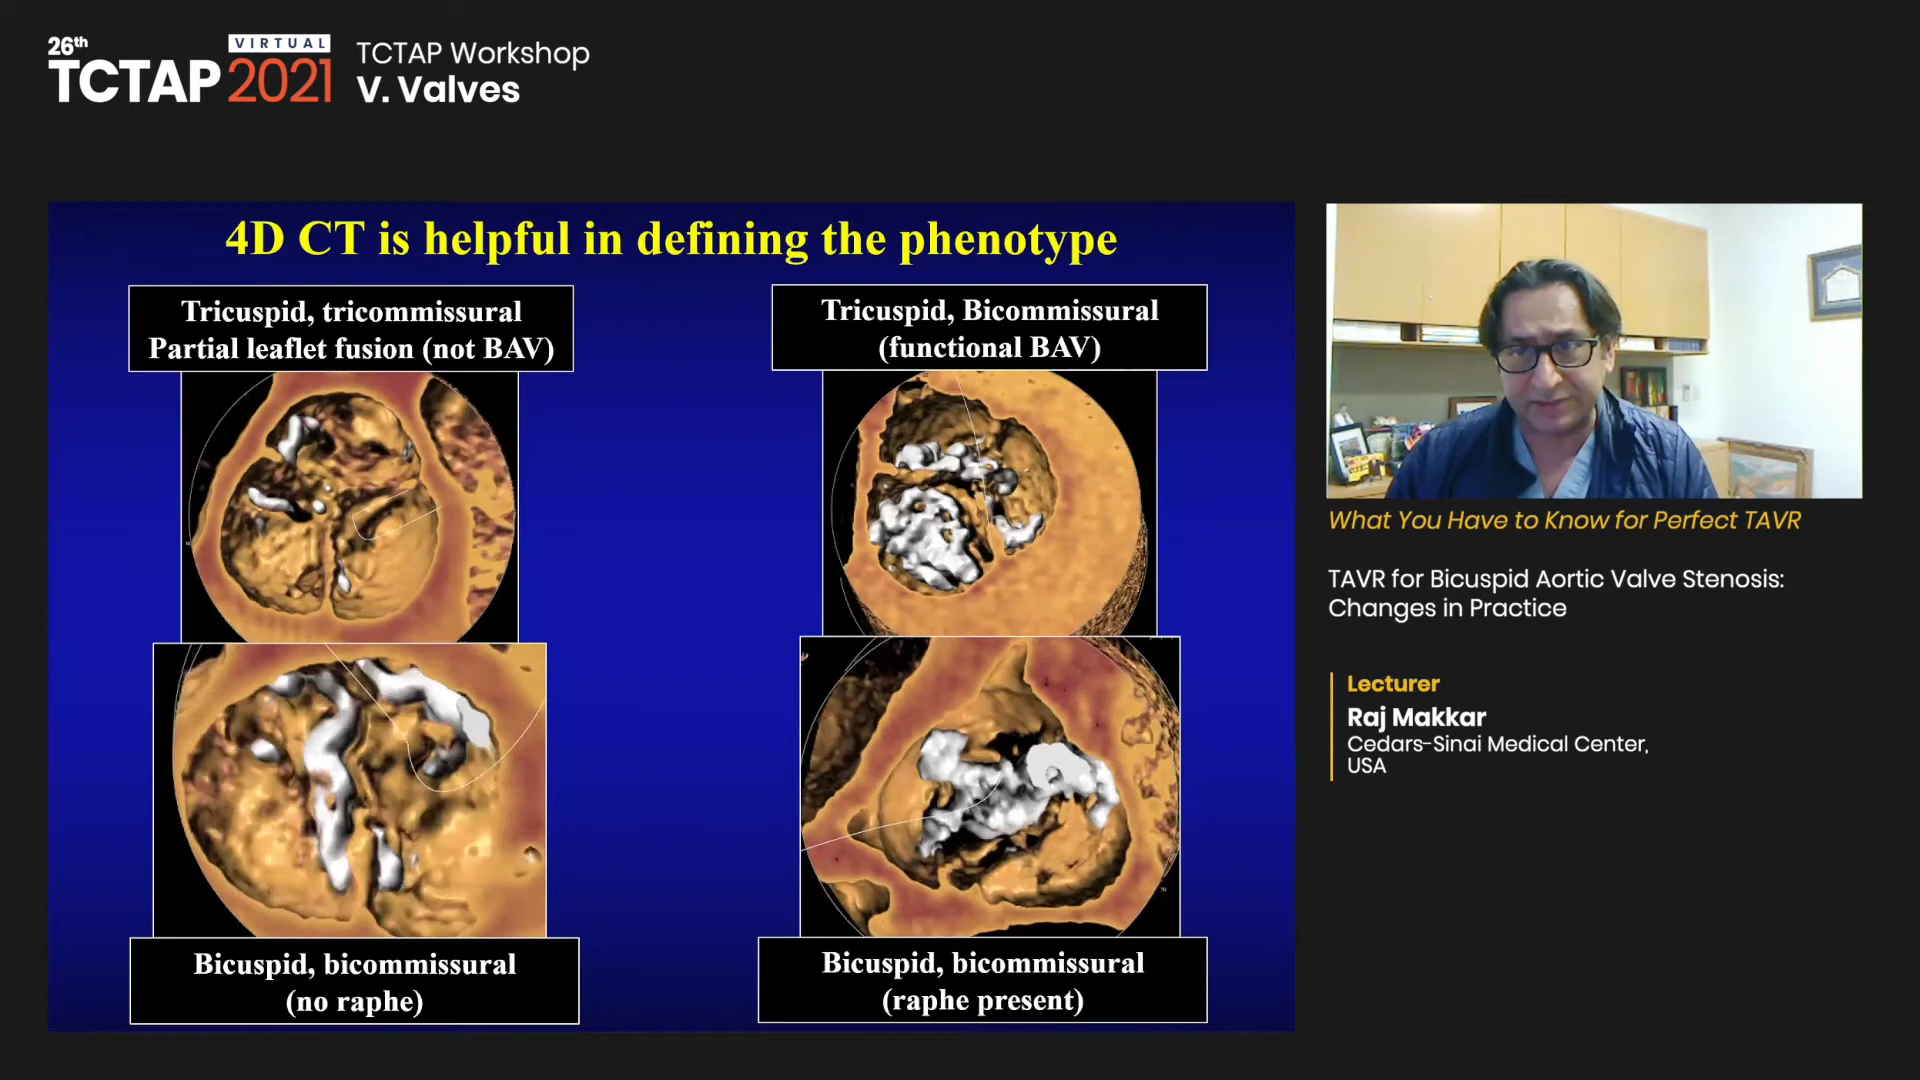 26th
VIRTUAL
TCTAP 2021
TCTAP Workshop
V. Valves
4D CT is helpful in defining the phenotype
Tricuspid, tricommissural
Partial leaflet fusion (not BAV)
Tricuspid, Bicommissural
(functional BAV)
Bicuspid, bicommissural
(no raphe)
Bicuspid, bicommissural
(raphe present)
What You Have to Know for Perfect TAVR
TAVR for Bicuspid Aortic Valve Stenosis:
Changes in Practice
Lecturer
Raj Makkar
Cedars-Sinai Medical Center,
USA